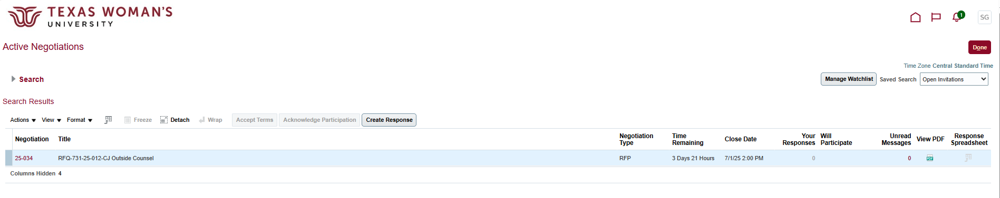 TEXAS WOMAN'S
UNIVERSITY
1
SG
Active Negotiations
Done
Time Zone Central Standard Time
Search
Manage Watchlist Saved Search Open Invitations
Search Results
Actions View Format Freeze Detach Wrap Accept Terms Acknowledge Participation Create Response
Negotiation Title Negotiation Type Time Remaining Close Date Your Responses Will Participate Unread Messages View PDF Response Spreadsheet
25-034 RFQ-731-25-012-CJ Outside Counsel RFP 3 Days 21 Hours 7/1/25 2:00 PM 0 0 PDF
Columns Hidden 4